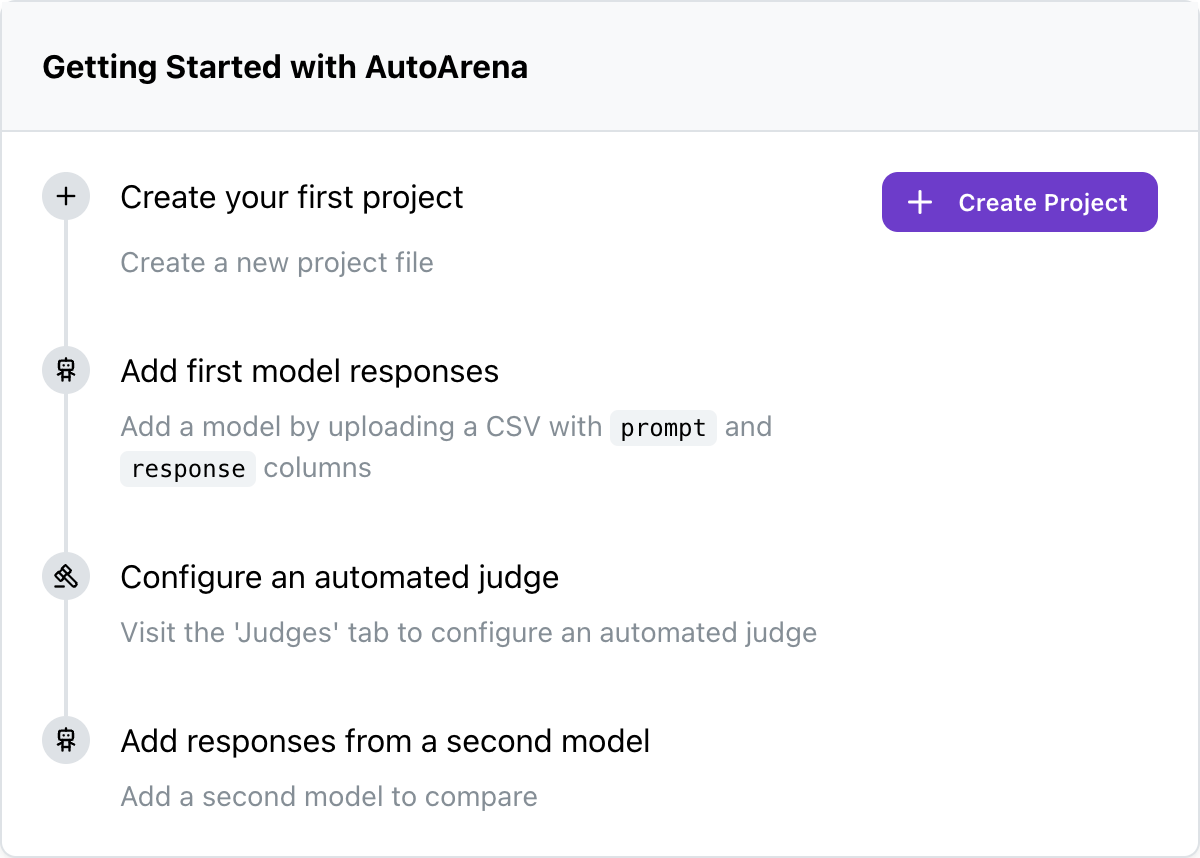 Getting Started with AutoArena
Create your first project
Create Project
Create a new project file
Add first model responses
Add a model by uploading a CSV with prompt and
response columns
Configure an automated judge
Visit the 'Judges' tab to configure an automated judge
Add responses from a second model
Add a second model to compare